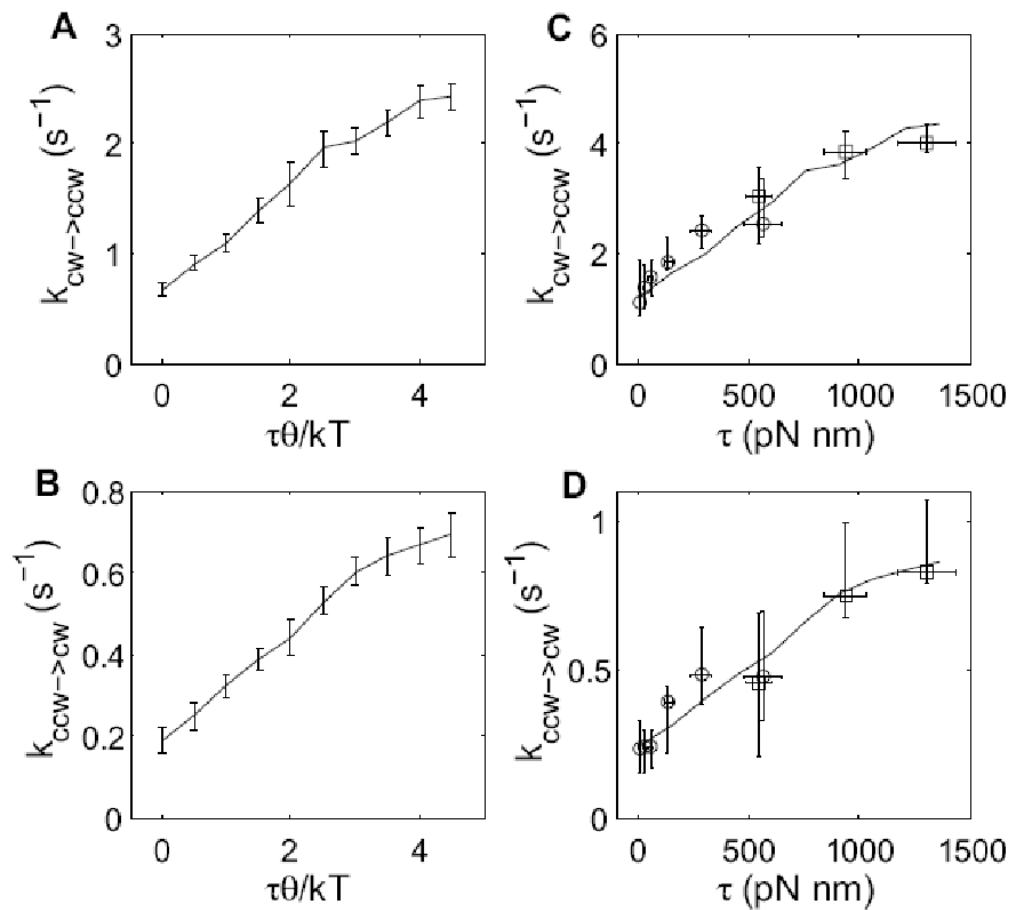 A
3
2
1
0
k_cw->ccw (s^−1)
0 2 4
τθ/kT
C
6
4
2
0
k_cw->ccw (s^−1)
0 500 1000 1500
τ (pN nm)
B
0.8
0.6
0.4
0.2
0
k_ccw->cw (s^−1)
0 2 4
τθ/kT
D
1
0.5
0
k_ccw->cw (s^−1)
0 500 1000 1500
τ (pN nm)